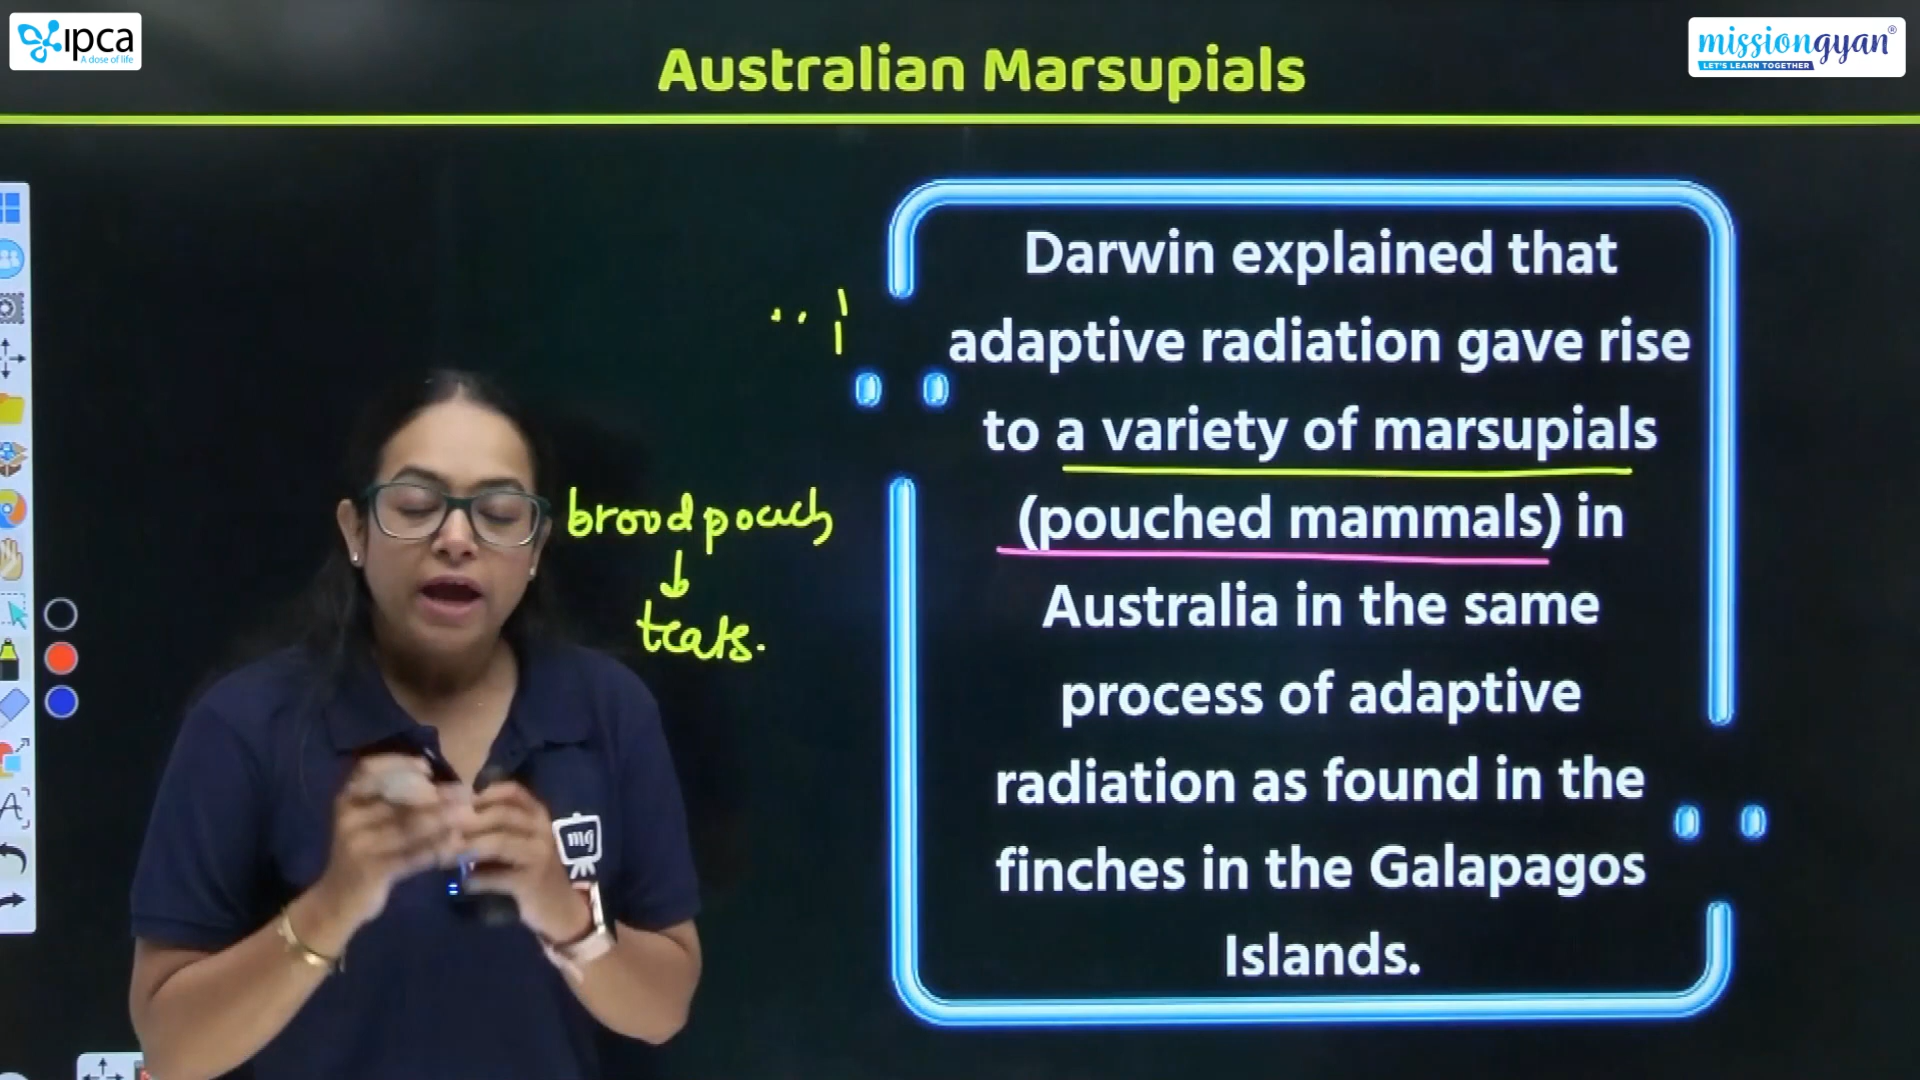 ipca
A dose of life
Australian Marsupials
missiongyan®
LET'S LEARN TOGETHER
Darwin explained that
adaptive radiation gave rise
to a variety of marsupials
(pouched mammals) in
Australia in the same
process of adaptive
radiation as found in the
finches in the Galapagos
Islands.
brood pouch
teats.
mg
A